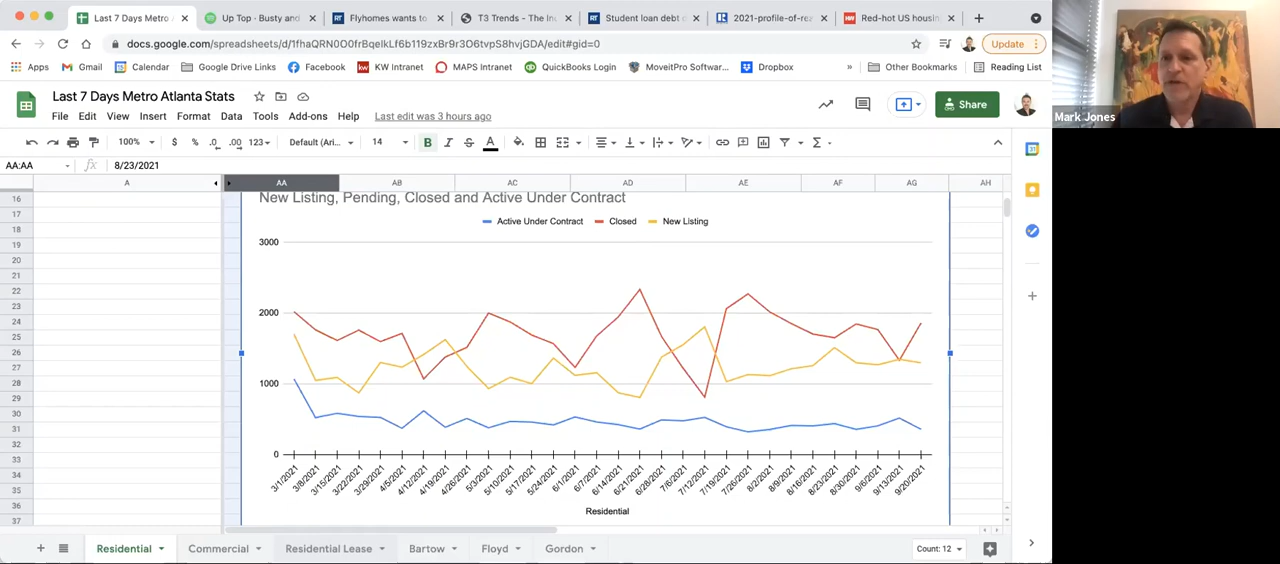 Last 7 Days Metro Atlanta
Up Top - Busty and
Flyhomes wants to
T3 Trends - The In
Student loan debt
2021-profile-of-re
Red-hot US housin
docs.google.com/spreadsheets/d/1fhaQRN0O0frBqeIkLf6b119zxBr9r3O6tvpS8hvjGDA/edit#gid=0
Update
Apps
Gmail
Calendar
Google Drive Links
Facebook
KW Intranet
MAPS Intranet
QuickBooks Login
MoveitPro Softwar...
Dropbox
»
Other Bookmarks
Reading List
Mark Jones
Last 7 Days Metro Atlanta Stats
File Edit View Insert Format Data Tools Add-ons Help Last edit was 3 hours ago
Share
100% $ % .0 .00 123 Default (Ari... 14 B I S A
AA:AA fx 8/23/2021
A AA AB AC AD AE AF AG AH
16
17
18
19
20
21
22
23
24
25
26
27
28
29
30
31
32
33
34
35
36
37
New Listing, Pending, Closed and Active Under Contract
Active Under Contract Closed New Listing
3000
2000
1000
0
3/1/2021 3/8/2021 3/15/2021 3/22/2021 3/29/2021 4/5/2021 4/12/2021 4/19/2021 4/26/2021 5/3/2021 5/10/2021 5/17/2021 5/24/2021 6/1/2021 6/7/2021 6/14/2021 6/21/2021 6/28/2021 7/6/2021 7/12/2021 7/19/2021 7/26/2021 8/2/2021 8/9/2021 8/16/2021 8/23/2021 8/30/2021 9/6/2021 9/13/2021 9/20/2021
Residential
Residential Commercial Residential Lease Bartow Floyd Gordon
Count: 12